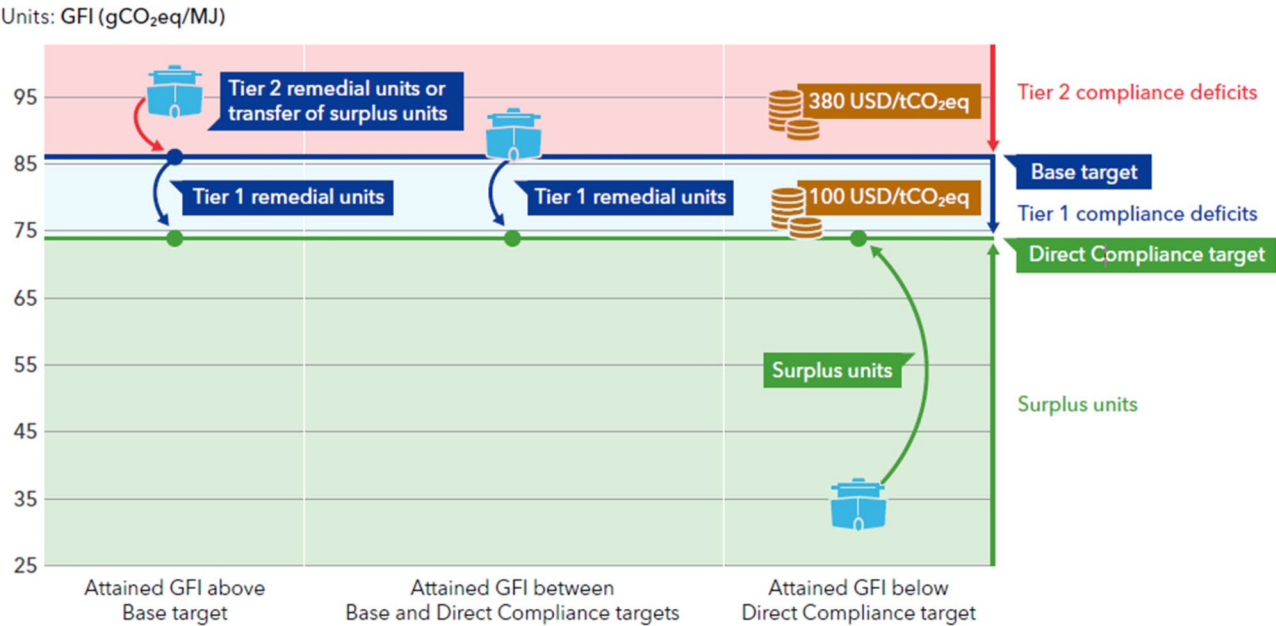 Units: GFI (gCO₂eq/MJ)
95
85
75
65
55
45
35
25
Tier 2 remedial units or
transfer of surplus units
380 USD/tCO₂eq
Tier 2 compliance deficits
Base target
Tier 1 remedial units
Tier 1 remedial units
100 USD/tCO₂eq
Tier 1 compliance deficits
Direct Compliance target
Surplus units
Surplus units
Attained GFI above
Base target
Attained GFI between
Base and Direct Compliance targets
Attained GFI below
Direct Compliance target